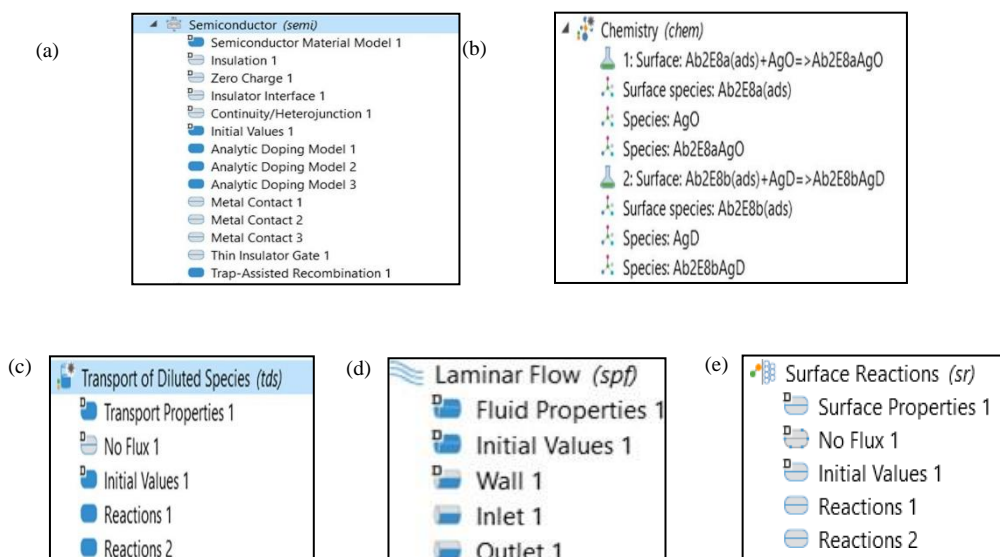 (a)
Semiconductor (semi)
D Semiconductor Material Model 1
D Insulation 1
D Zero Charge 1
D Insulator Interface 1
D Continuity/Heterojunction 1
D Initial Values 1
Analytic Doping Model 1
Analytic Doping Model 2
Analytic Doping Model 3
Metal Contact 1
Metal Contact 2
Metal Contact 3
Thin Insulator Gate 1
Trap-Assisted Recombination 1
(b)
Chemistry (chem)
1: Surface: Ab2E8a(ads)+AgO=>Ab2E8aAgO
Surface species: Ab2E8a(ads)
Species: AgO
Species: Ab2E8aAgO
2: Surface: Ab2E8b(ads)+AgD=>Ab2E8bAgD
Surface species: Ab2E8b(ads)
Species: AgD
Species: Ab2E8bAgD
(c)
Transport of Diluted Species (tds)
D Transport Properties 1
D No Flux 1
D Initial Values 1
Reactions 1
Reactions 2
(d)
Laminar Flow (spf)
D Fluid Properties 1
D Initial Values 1
D Wall 1
Inlet 1
Outlet 1
(e)
Surface Reactions (sr)
D Surface Properties 1
D No Flux 1
D Initial Values 1
Reactions 1
Reactions 2